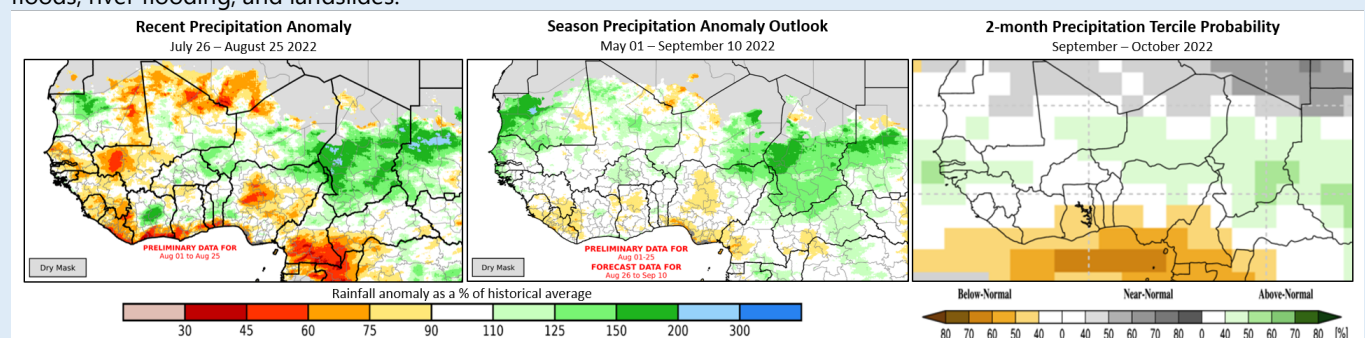 floods, river flooding, and landslides.
Recent Precipitation Anomaly
July 26 – August 25 2022
PRELIMINARY DATA FOR
Aug 01 to Aug 25
Dry Mask
Season Precipitation Anomaly Outlook
May 01 – September 10 2022
PRELIMINARY DATA FOR
Aug 01-25
FORECAST DATA FOR
Aug 26 to Sep 10
Dry Mask
2-month Precipitation Tercile Probability
September – October 2022
Rainfall anomaly as a % of historical average
30 45 60 75 90 110 125 150 200 300
Below-Normal Near-Normal Above-Normal
80 70 60 50 40 0 40 50 60 70 80 0 40 50 60 70 80 [%]